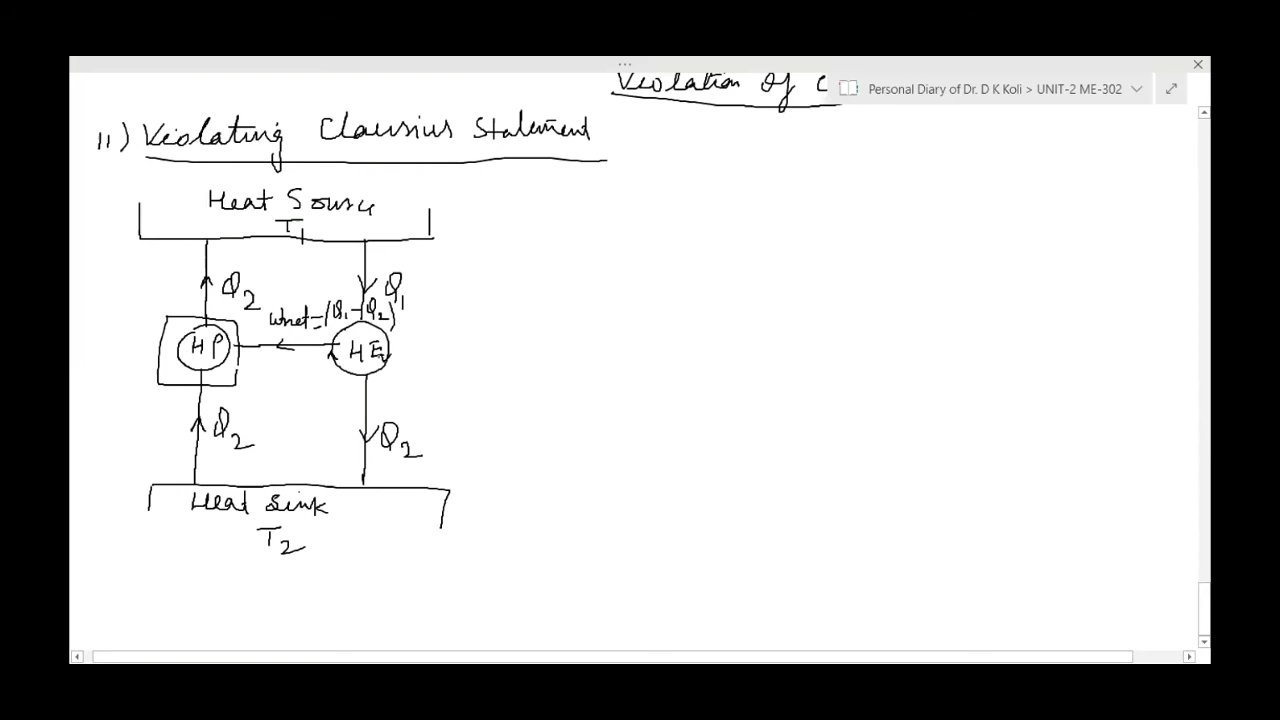 Violation of C
Personal Diary of Dr. D K Koli > UNIT-2 ME-302
11) Violating Clausius Statement
Heat Source
T1
Q2
Q1
Wnet=(Q1-Q2)
HP
HE
Q2
Q2
Heat Sink
T2